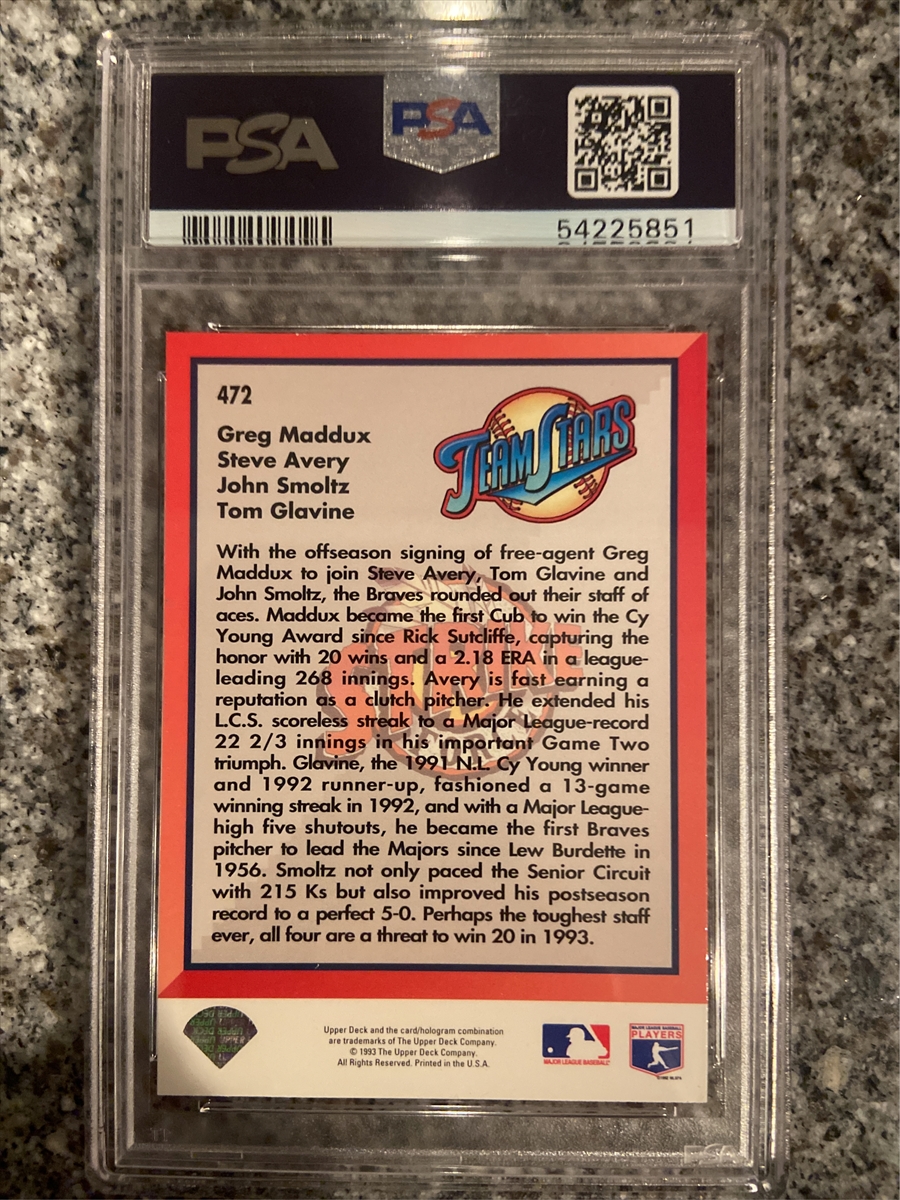 PSA
PSA
54225851
472
TEAM STARS
Greg Maddux
Steve Avery
John Smoltz
Tom Glavine
With the offseason signing of free-agent Greg
Maddux to join Steve Avery, Tom Glavine and
John Smoltz, the Braves rounded out their staff of
aces. Maddux became the first Cub to win the Cy
Young Award since Rick Sutcliffe, capturing the
honor with 20 wins and a 2.18 ERA in a league-
leading 268 innings. Avery is fast earning a
reputation as a clutch pitcher. He extended his
L.C.S. scoreless streak to a Major League-record
22 2/3 innings in his important Game Two
triumph. Glavine, the 1991 N.L. Cy Young winner
and 1992 runner-up, fashioned a 13-game
winning streak in 1992, and with a Major League-
high five shutouts, he became the first Braves
pitcher to lead the Majors since Lew Burdette in
1956. Smoltz not only paced the Senior Circuit
with 215 Ks but also improved his postseason
record to a perfect 5-0. Perhaps the toughest staff
ever, all four are a threat to win 20 in 1993.
STRIKE
Upper Deck and the card/hologram combination
are trademarks of The Upper Deck Company.
© 1993 The Upper Deck Company.
All Rights Reserved. Printed in the U.S.A.
MAJOR LEAGUE BASEBALL
MAJOR LEAGUE BASEBALL
PLAYERS